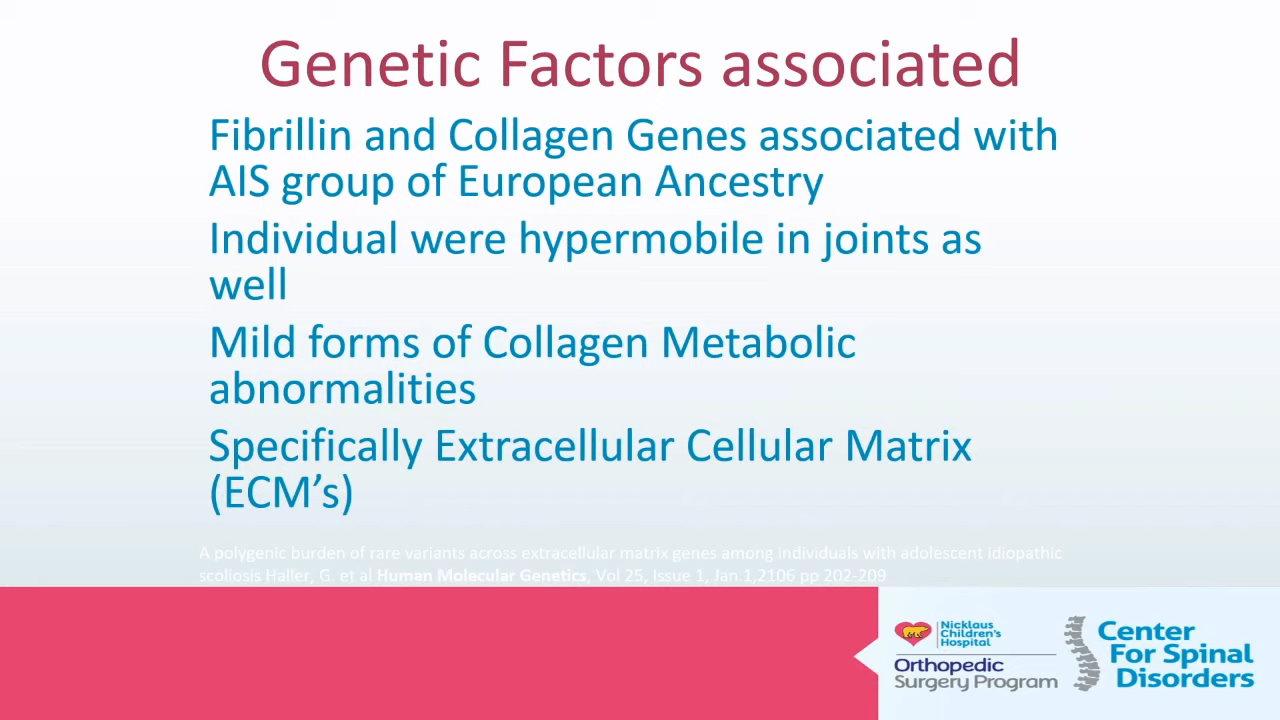 Genetic Factors associated
Fibrillin and Collagen Genes associated with
AIS group of European Ancestry
Individual were hypermobile in joints as
well
Mild forms of Collagen Metabolic
abnormalities
Specifically Extracellular Cellular Matrix
(ECM’s)
A polygenic burden of rare variants across extracellular matrix genes among individuals with adolescent idiopathic
scoliosis Haller, G. et al Human Molecular Genetics, Vol 25, Issue 1, Jan.1,2106 pp 202-209
Nicklaus
Children's
Hospital
Orthopedic
Surgery Program
Center
For Spinal
Disorders